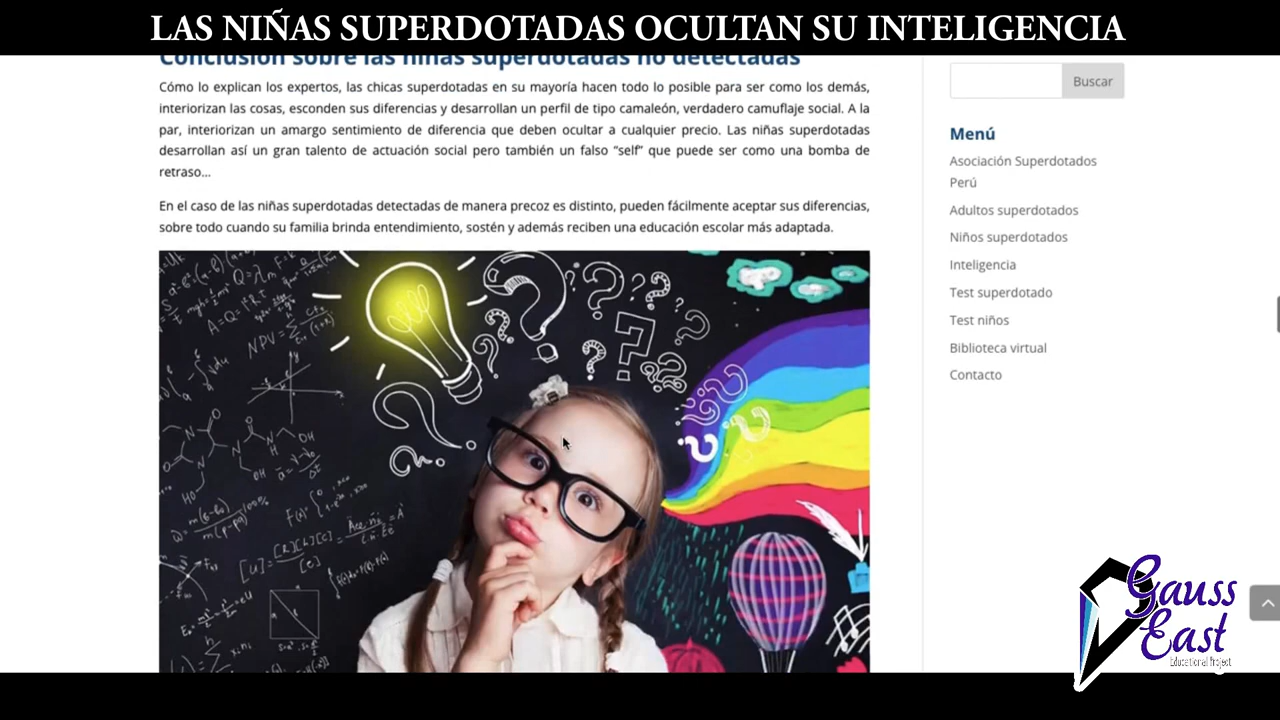 LAS NIÑAS SUPERDOTADAS OCULTAN SU INTELIGENCIA
Conclusión sobre las niñas superdotadas no detectadas
Cómo lo explican los expertos, las chicas superdotadas en su mayoría hacen todo lo posible para ser como los demás,
interiorizan las cosas, esconden sus diferencias y desarrollan un perfil de tipo camaleón, verdadero camuflaje social. A la
par, interiorizan un amargo sentimiento de diferencia que deben ocultar a cualquier precio. Las niñas superdotadas
desarrollan así un gran talento de actuación social pero también un falso “self” que puede ser como una bomba de
retraso...
En el caso de las niñas superdotadas detectadas de manera precoz es distinto, pueden fácilmente aceptar sus diferencias,
sobre todo cuando su familia brinda entendimiento, sostén y además reciben una educación escolar más adaptada.
Buscar
Menú
Asociación Superdotados
Perú
Adultos superdotados
Niños superdotados
Inteligencia
Test superdotado
Test niños
Biblioteca virtual
Contacto
Gauss
East
Educational Project